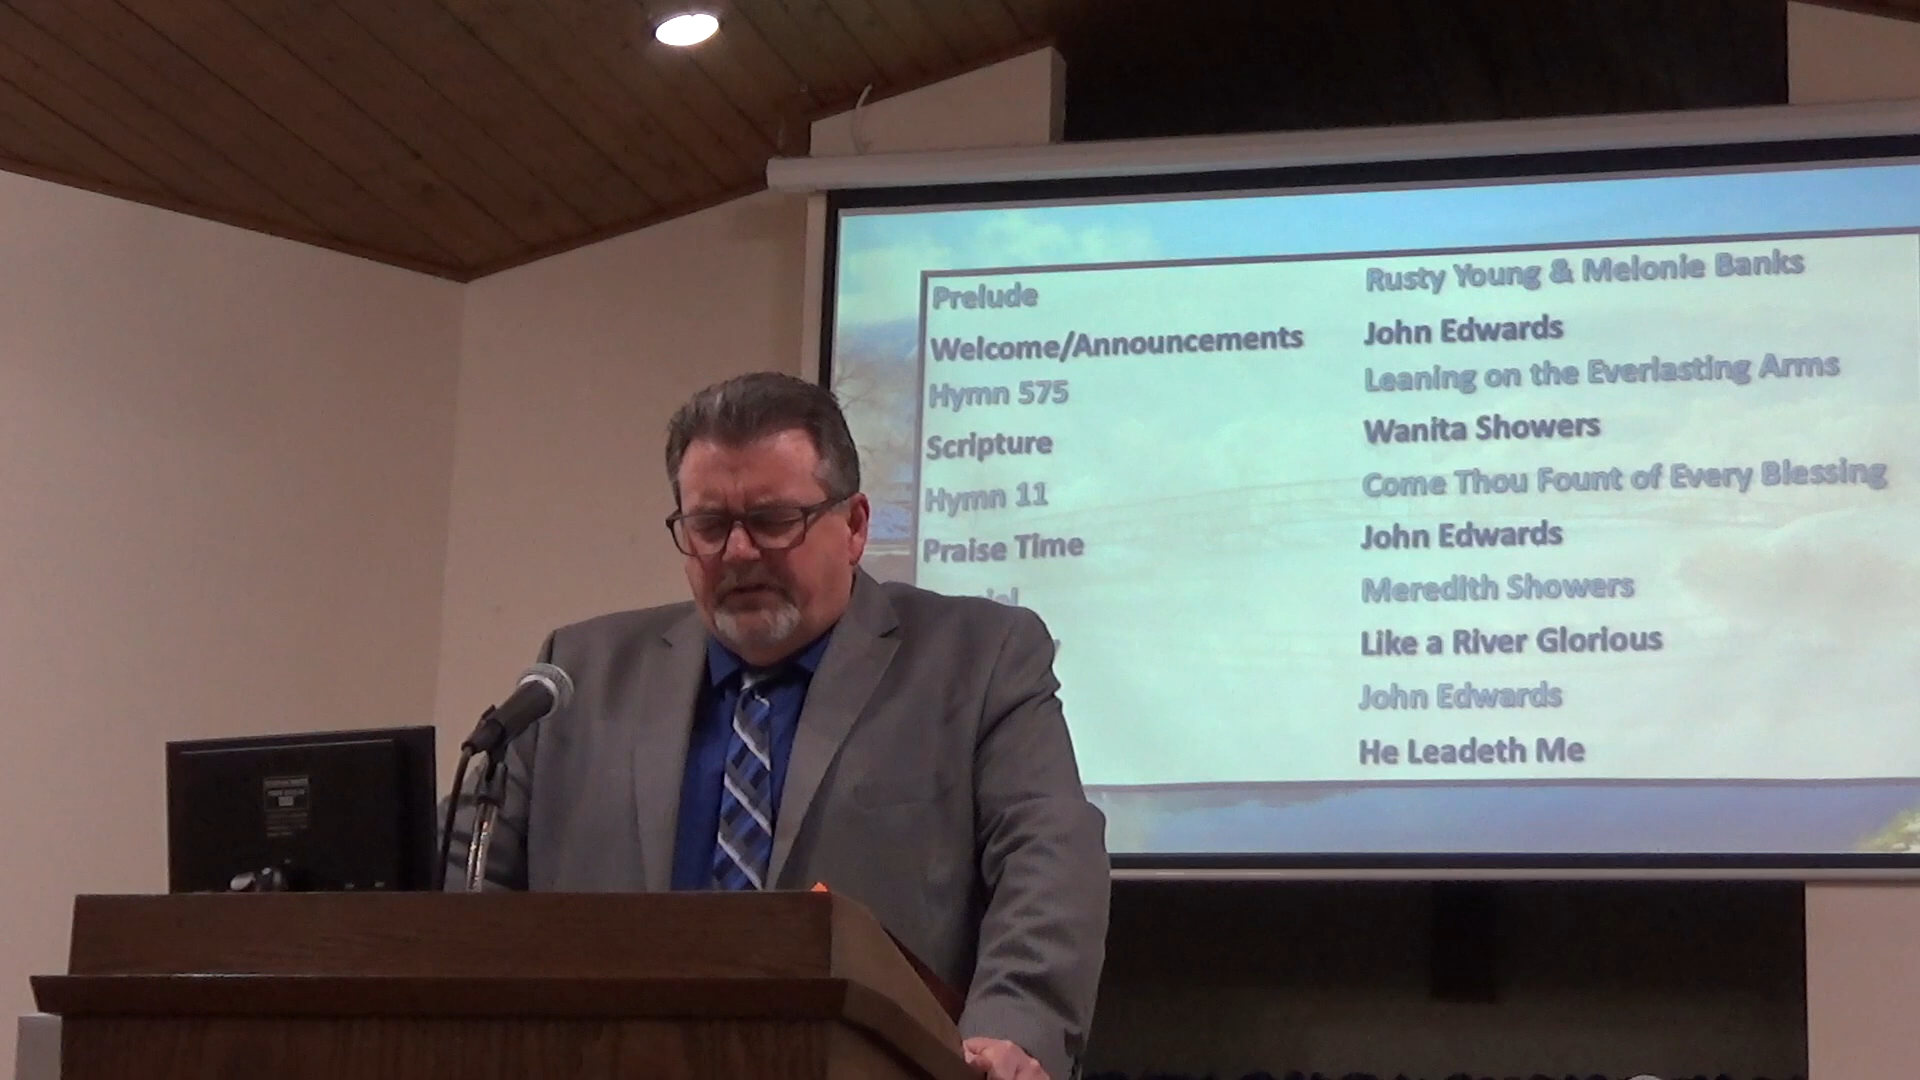 Prelude Rusty Young & Melonie Banks
Welcome/Announcements John Edwards
Hymn 575 Leaning on the Everlasting Arms
Scripture Wanita Showers
Hymn 11 Come Thou Fount of Every Blessing
Praise Time John Edwards
Meredith Showers
Like a River Glorious
John Edwards
He Leadeth Me